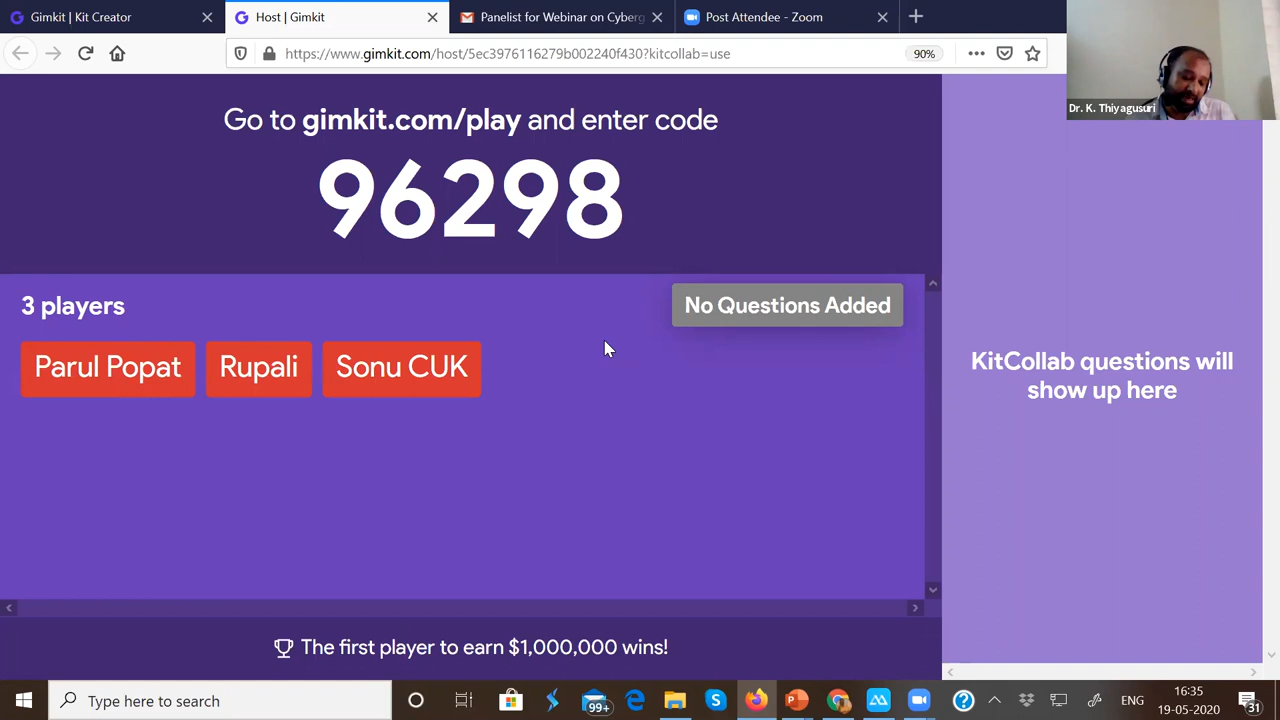 Gimkit | Kit Creator
Host | Gimkit
Panelist for Webinar on Cyberg
Post Attendee - Zoom
https://www.gimkit.com/host/5ec3976116279b002240f430?kitcollab=use
90%
Dr. K. Thiyagusuri
Go to gimkit.com/play and enter code
96298
3 players
No Questions Added
Parul Popat
Rupali
Sonu CUK
KitCollab questions will
show up here
The first player to earn $1,000,000 wins!
Type here to search
99+
ENG
16:35
19-05-2020
31